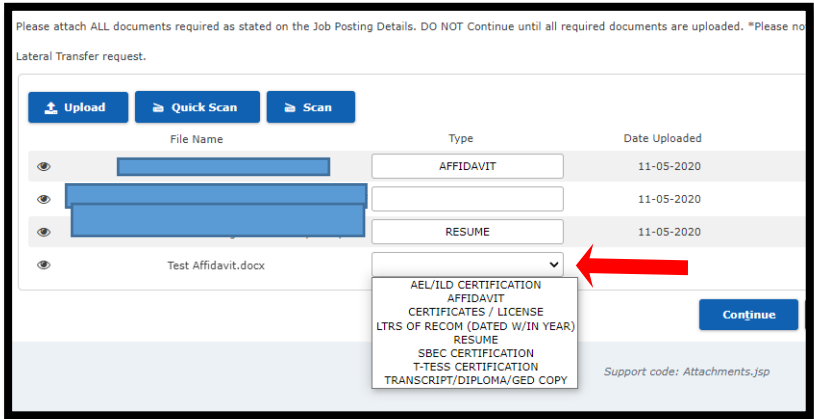 Please attach ALL documents required as stated on the Job Posting Details. DO NOT Continue until all required documents are uploaded. *Please no
Lateral Transfer request.
Upload Quick Scan Scan
File Name Type Date Uploaded
AFFIDAVIT 11-05-2020
11-05-2020
RESUME 11-05-2020
Test Affidavit.docx
AEL/ILD CERTIFICATION
AFFIDAVIT
CERTIFICATES / LICENSE
LTRS OF RECOM (DATED W/IN YEAR)
RESUME
SBEC CERTIFICATION
T-TESS CERTIFICATION
TRANSCRIPT/DIPLOMA/GED COPY
Continue
Support code: Attachments.jsp